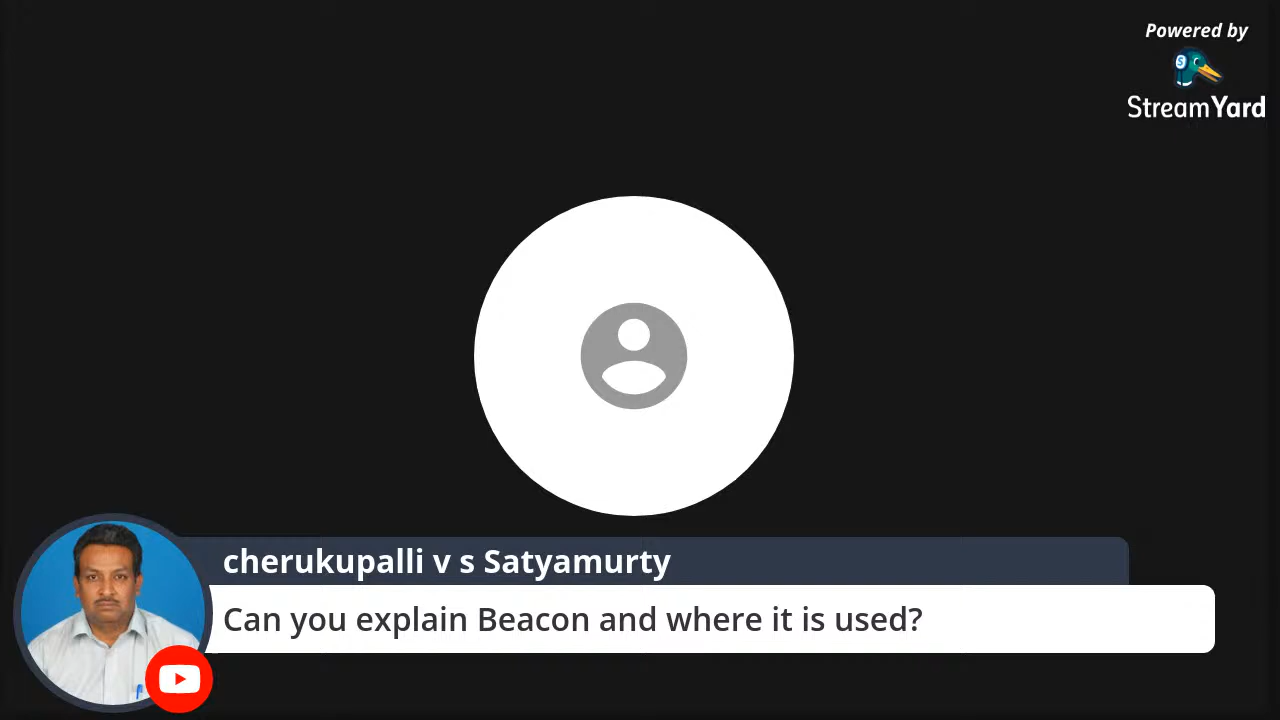 Powered by
StreamYard
cherukupalli v s Satyamurty
Can you explain Beacon and where it is used?